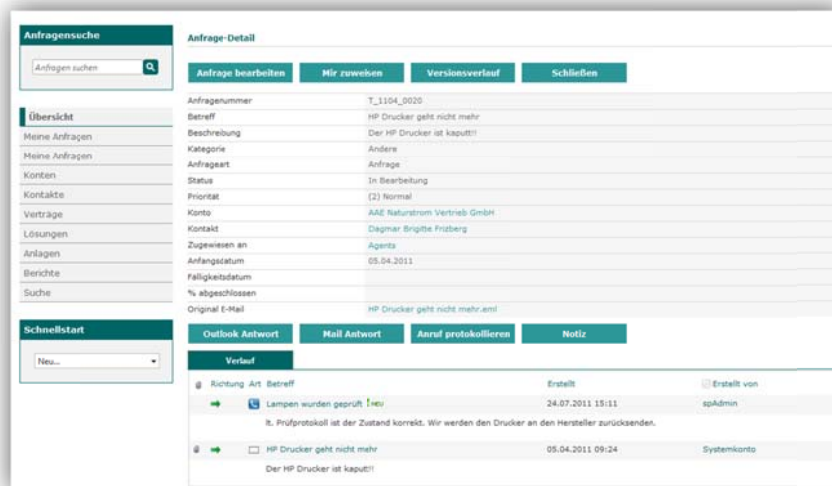 Anfragensuche
Anfragen suchen
Übersicht
Meine Anfragen
Meine Anfragen
Konten
Kontakte
Verträge
Lösungen
Anlagen
Berichte
Suche
Schnellstart
Neu...
Anfrage-Detail
Anfrage bearbeiten Mir zuweisen Versionsverlauf Schließen
Anfragenummer T_1104_0020
Betreff HP Drucker geht nicht mehr
Beschreibung Der HP Drucker ist kaputt!!
Kategorie Andere
Anfrageart Anfrage
Status In Bearbeitung
Priorität (2) Normal
Konto AAE Naturstrom Vertrieb GmbH
Kontakt Dagmar Brigitte Frizberg
Zugewiesen an Agents
Anfangsdatum 05.04.2011
Fälligkeitsdatum
% abgeschlossen
Original E-Mail HP Drucker geht nicht mehr.eml
Outlook Antwort Mail Antwort Anruf protokollieren Notiz
Verlauf
Richtung Art Betreff Erstellt Erstellt von
Lampen wurden geprüft ! NEU 24.07.2011 15:11 spAdmin
lt. Prüfprotokoll ist der Zustand korrekt. Wir werden den Drucker an den Hersteller zurücksenden.
HP Drucker geht nicht mehr 05.04.2011 09:24 Systemkonto
Der HP Drucker ist kaputt!!